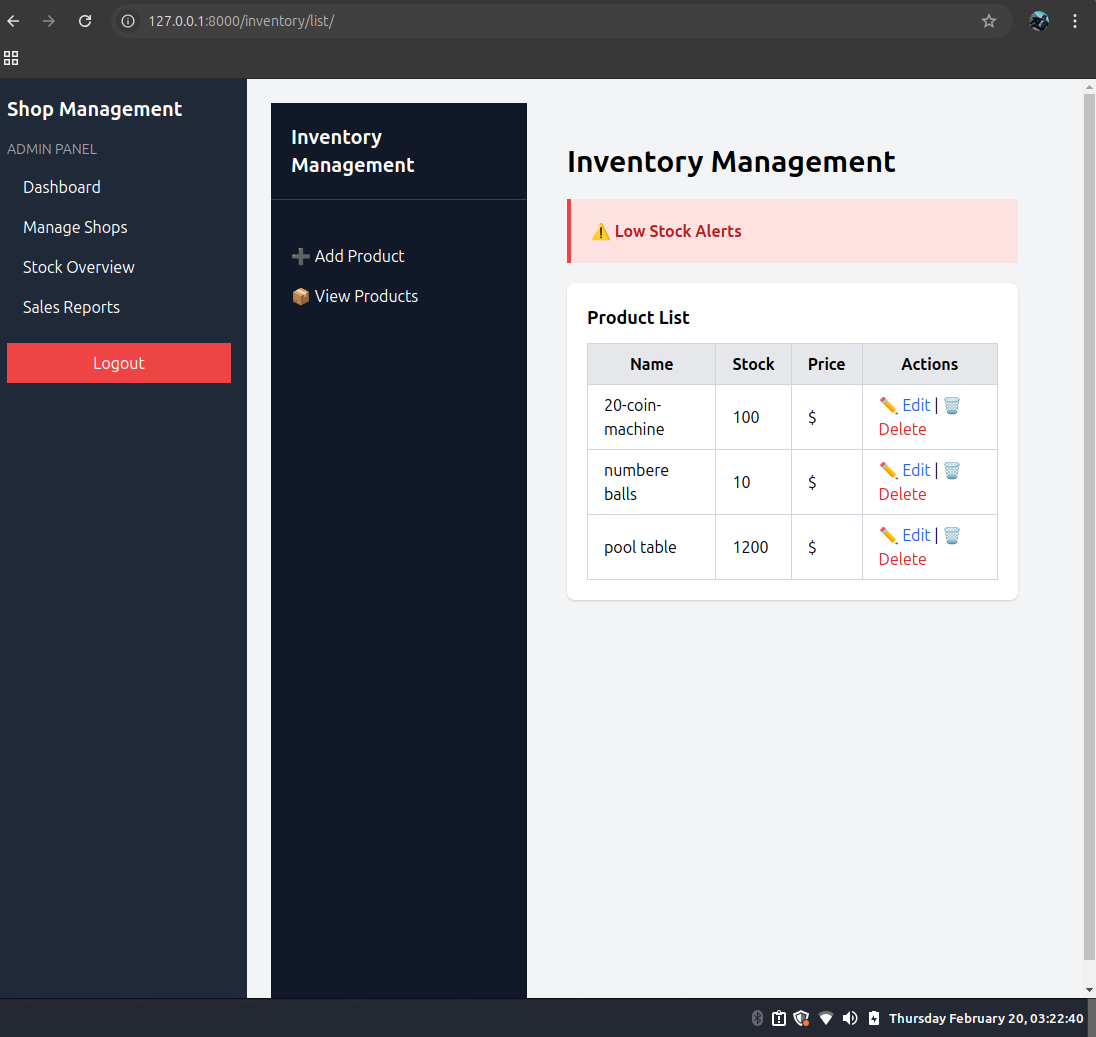 127.0.0.1:8000/inventory/list/
Shop Management
ADMIN PANEL
Dashboard
Manage Shops
Stock Overview
Sales Reports
Logout
Inventory
Management
➕ Add Product
📦 View Products
Inventory Management
⚠️ Low Stock Alerts
Product List
Name Stock Price Actions
20-coin-
machine
100
$
✏️ Edit | 🗑️
Delete
numbere
balls
10
$
✏️ Edit | 🗑️
Delete
pool table
1200
$
✏️ Edit | 🗑️
Delete
Thursday February 20, 03:22:40